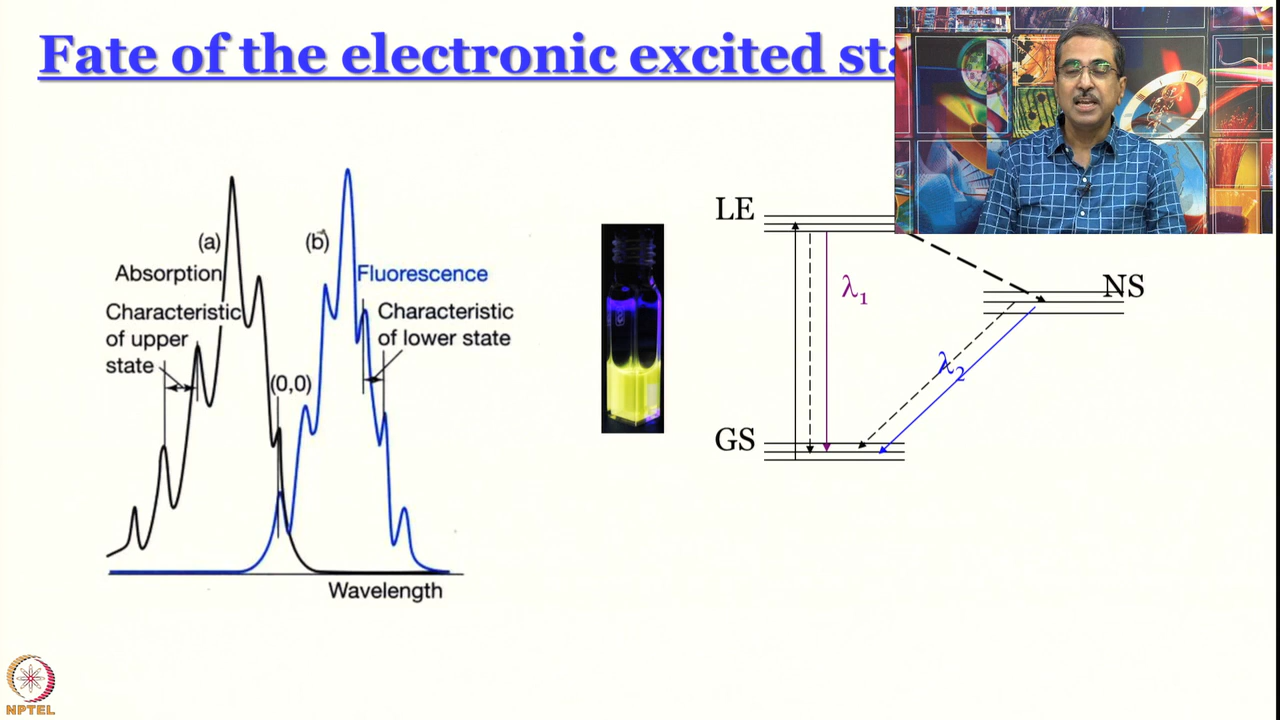 Fate of the electronic excited sta
(a)
(b)
Absorption
Fluorescence
Characteristic
of upper
state
Characteristic
of lower state
(0,0)
Wavelength
LE
λ1
NS
λ2
GS
NPTEL